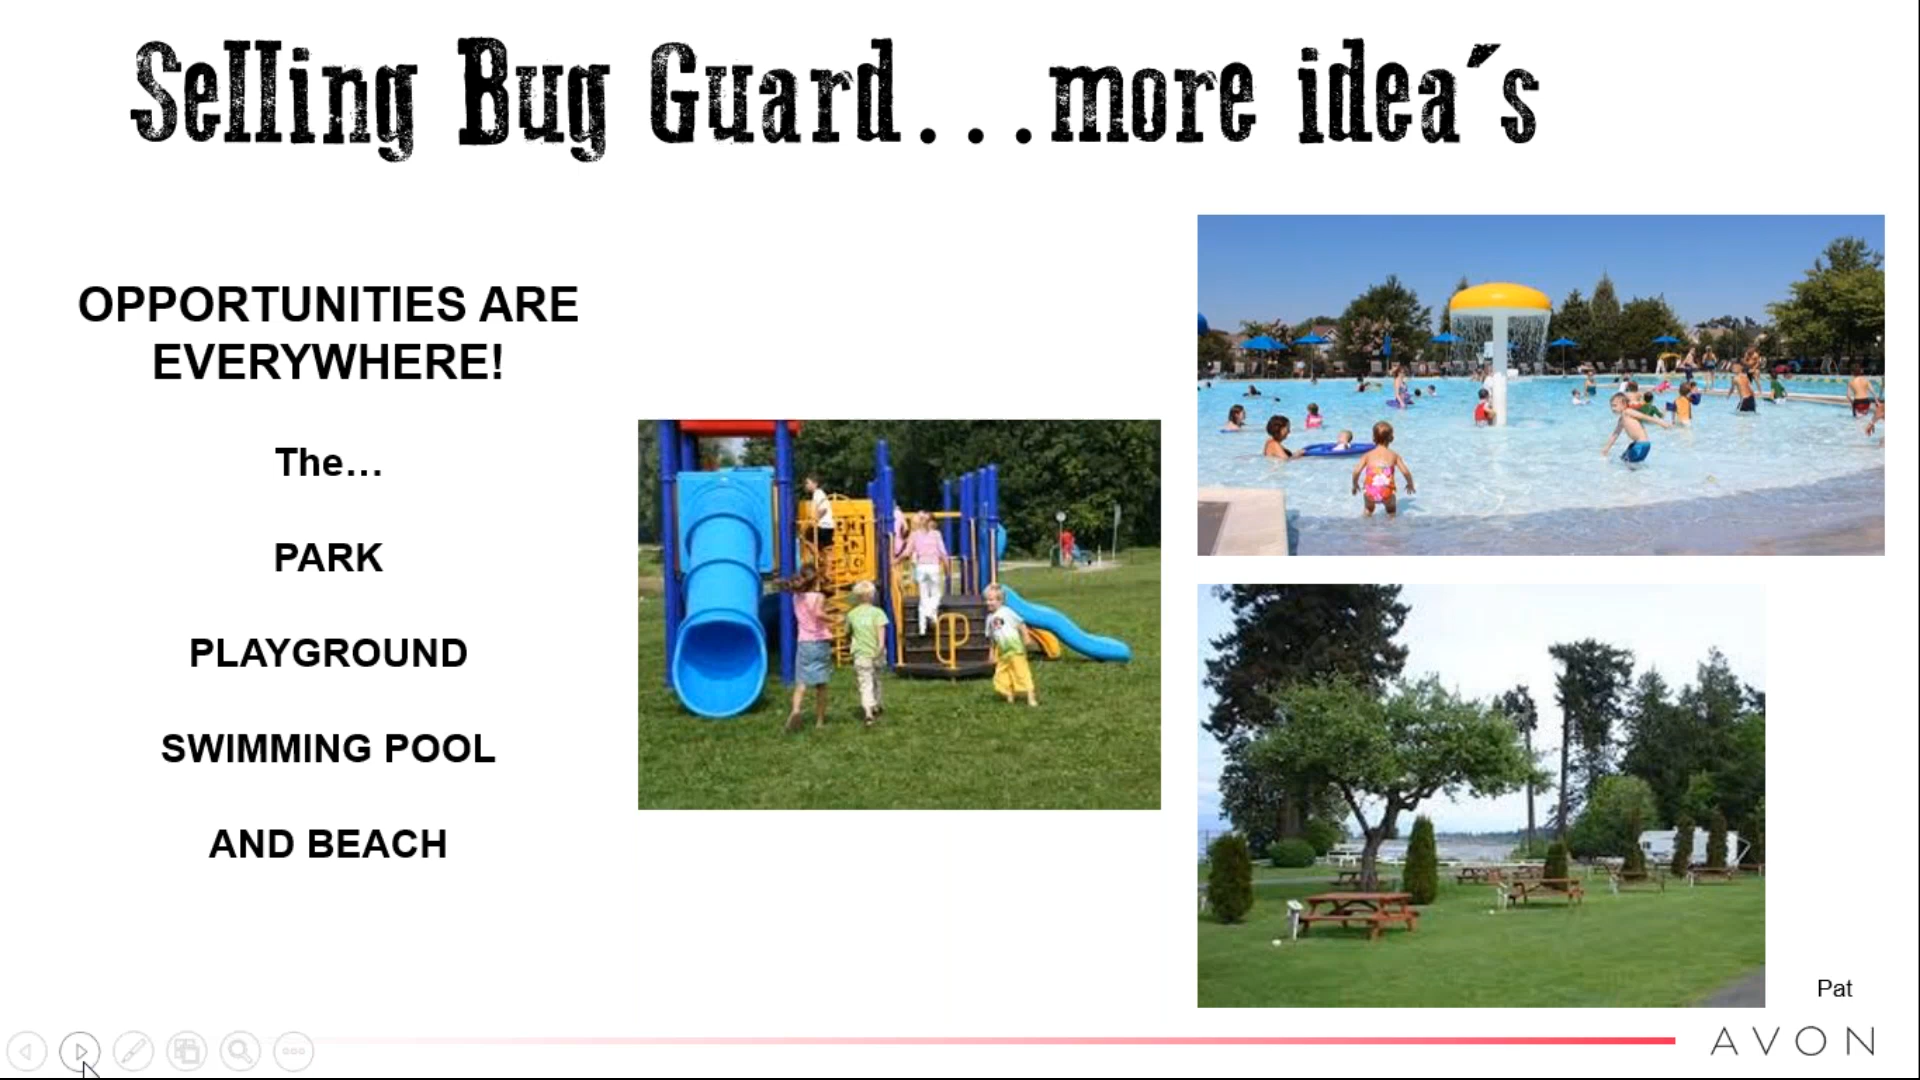 Selling Bug Guard...more idea's
OPPORTUNITIES ARE
EVERYWHERE!
The...
PARK
PLAYGROUND
SWIMMING POOL
AND BEACH
Pat
AVON